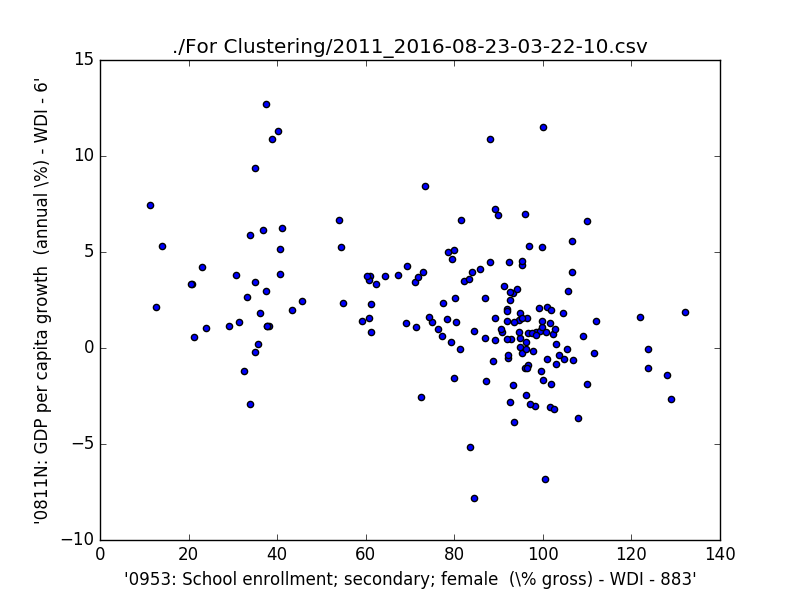 ./For Clustering/2011_2016-08-23-03-22-10.csv
'0811N: GDP per capita growth  (annual \%) - WDI - 6'
15
10
5
0
−5
−10
0 20 40 60 80 100 120 140
'0953: School enrollment; secondary; female  (\% gross) - WDI - 883'